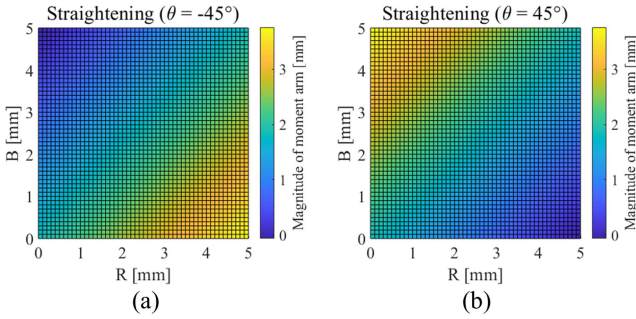 Straightening (θ = -45°)
5
4
3
2
1
0
B [mm]
0 1 2 3 4 5
R [mm]
3
2
1
0
Magnitude of moment arm [mm]
(a)
Straightening (θ = 45°)
5
4
3
2
1
0
B [mm]
0 1 2 3 4 5
R [mm]
3
2
1
0
Magnitude of moment arm [mm]
(b)